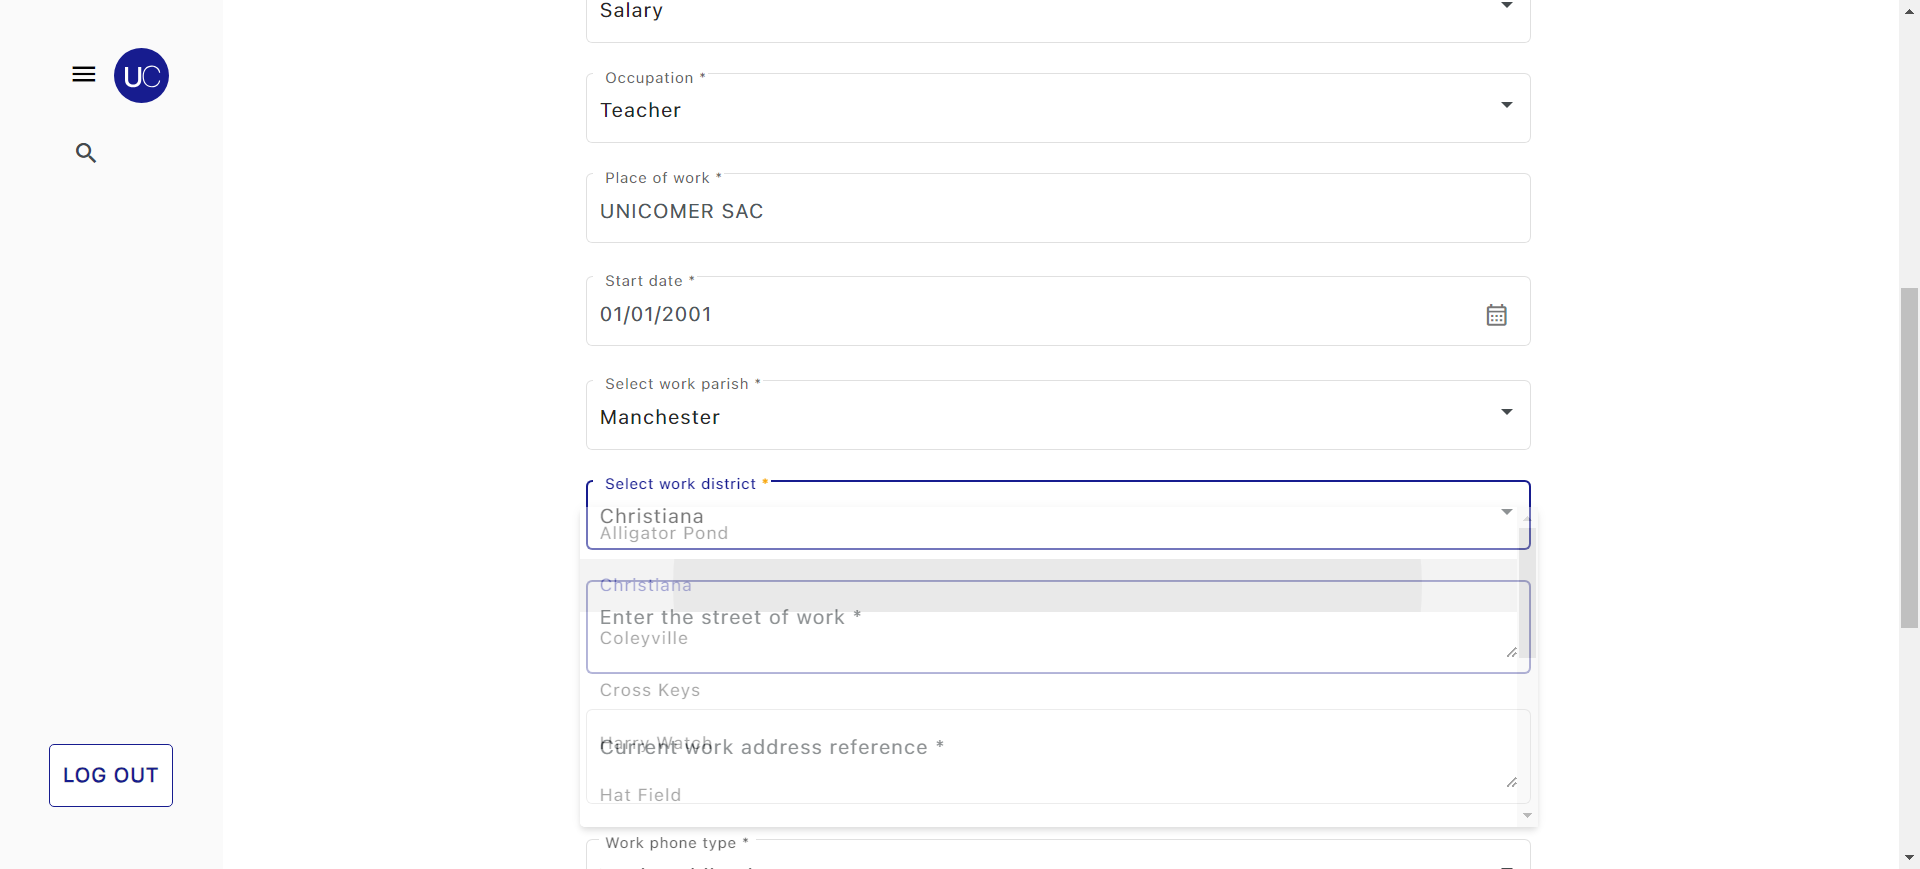 Salary
UC
Occupation *
Teacher
Place of work *
UNICOMER SAC
Start date *
01/01/2001
Select work parish *
Manchester
Select work district *
Christiana
Alligator Pond
Christiana
Enter the street of work *
Coleyville
Cross Keys
Harry Watch
Current work address reference *
LOG OUT
Hat Field
Work phone type *